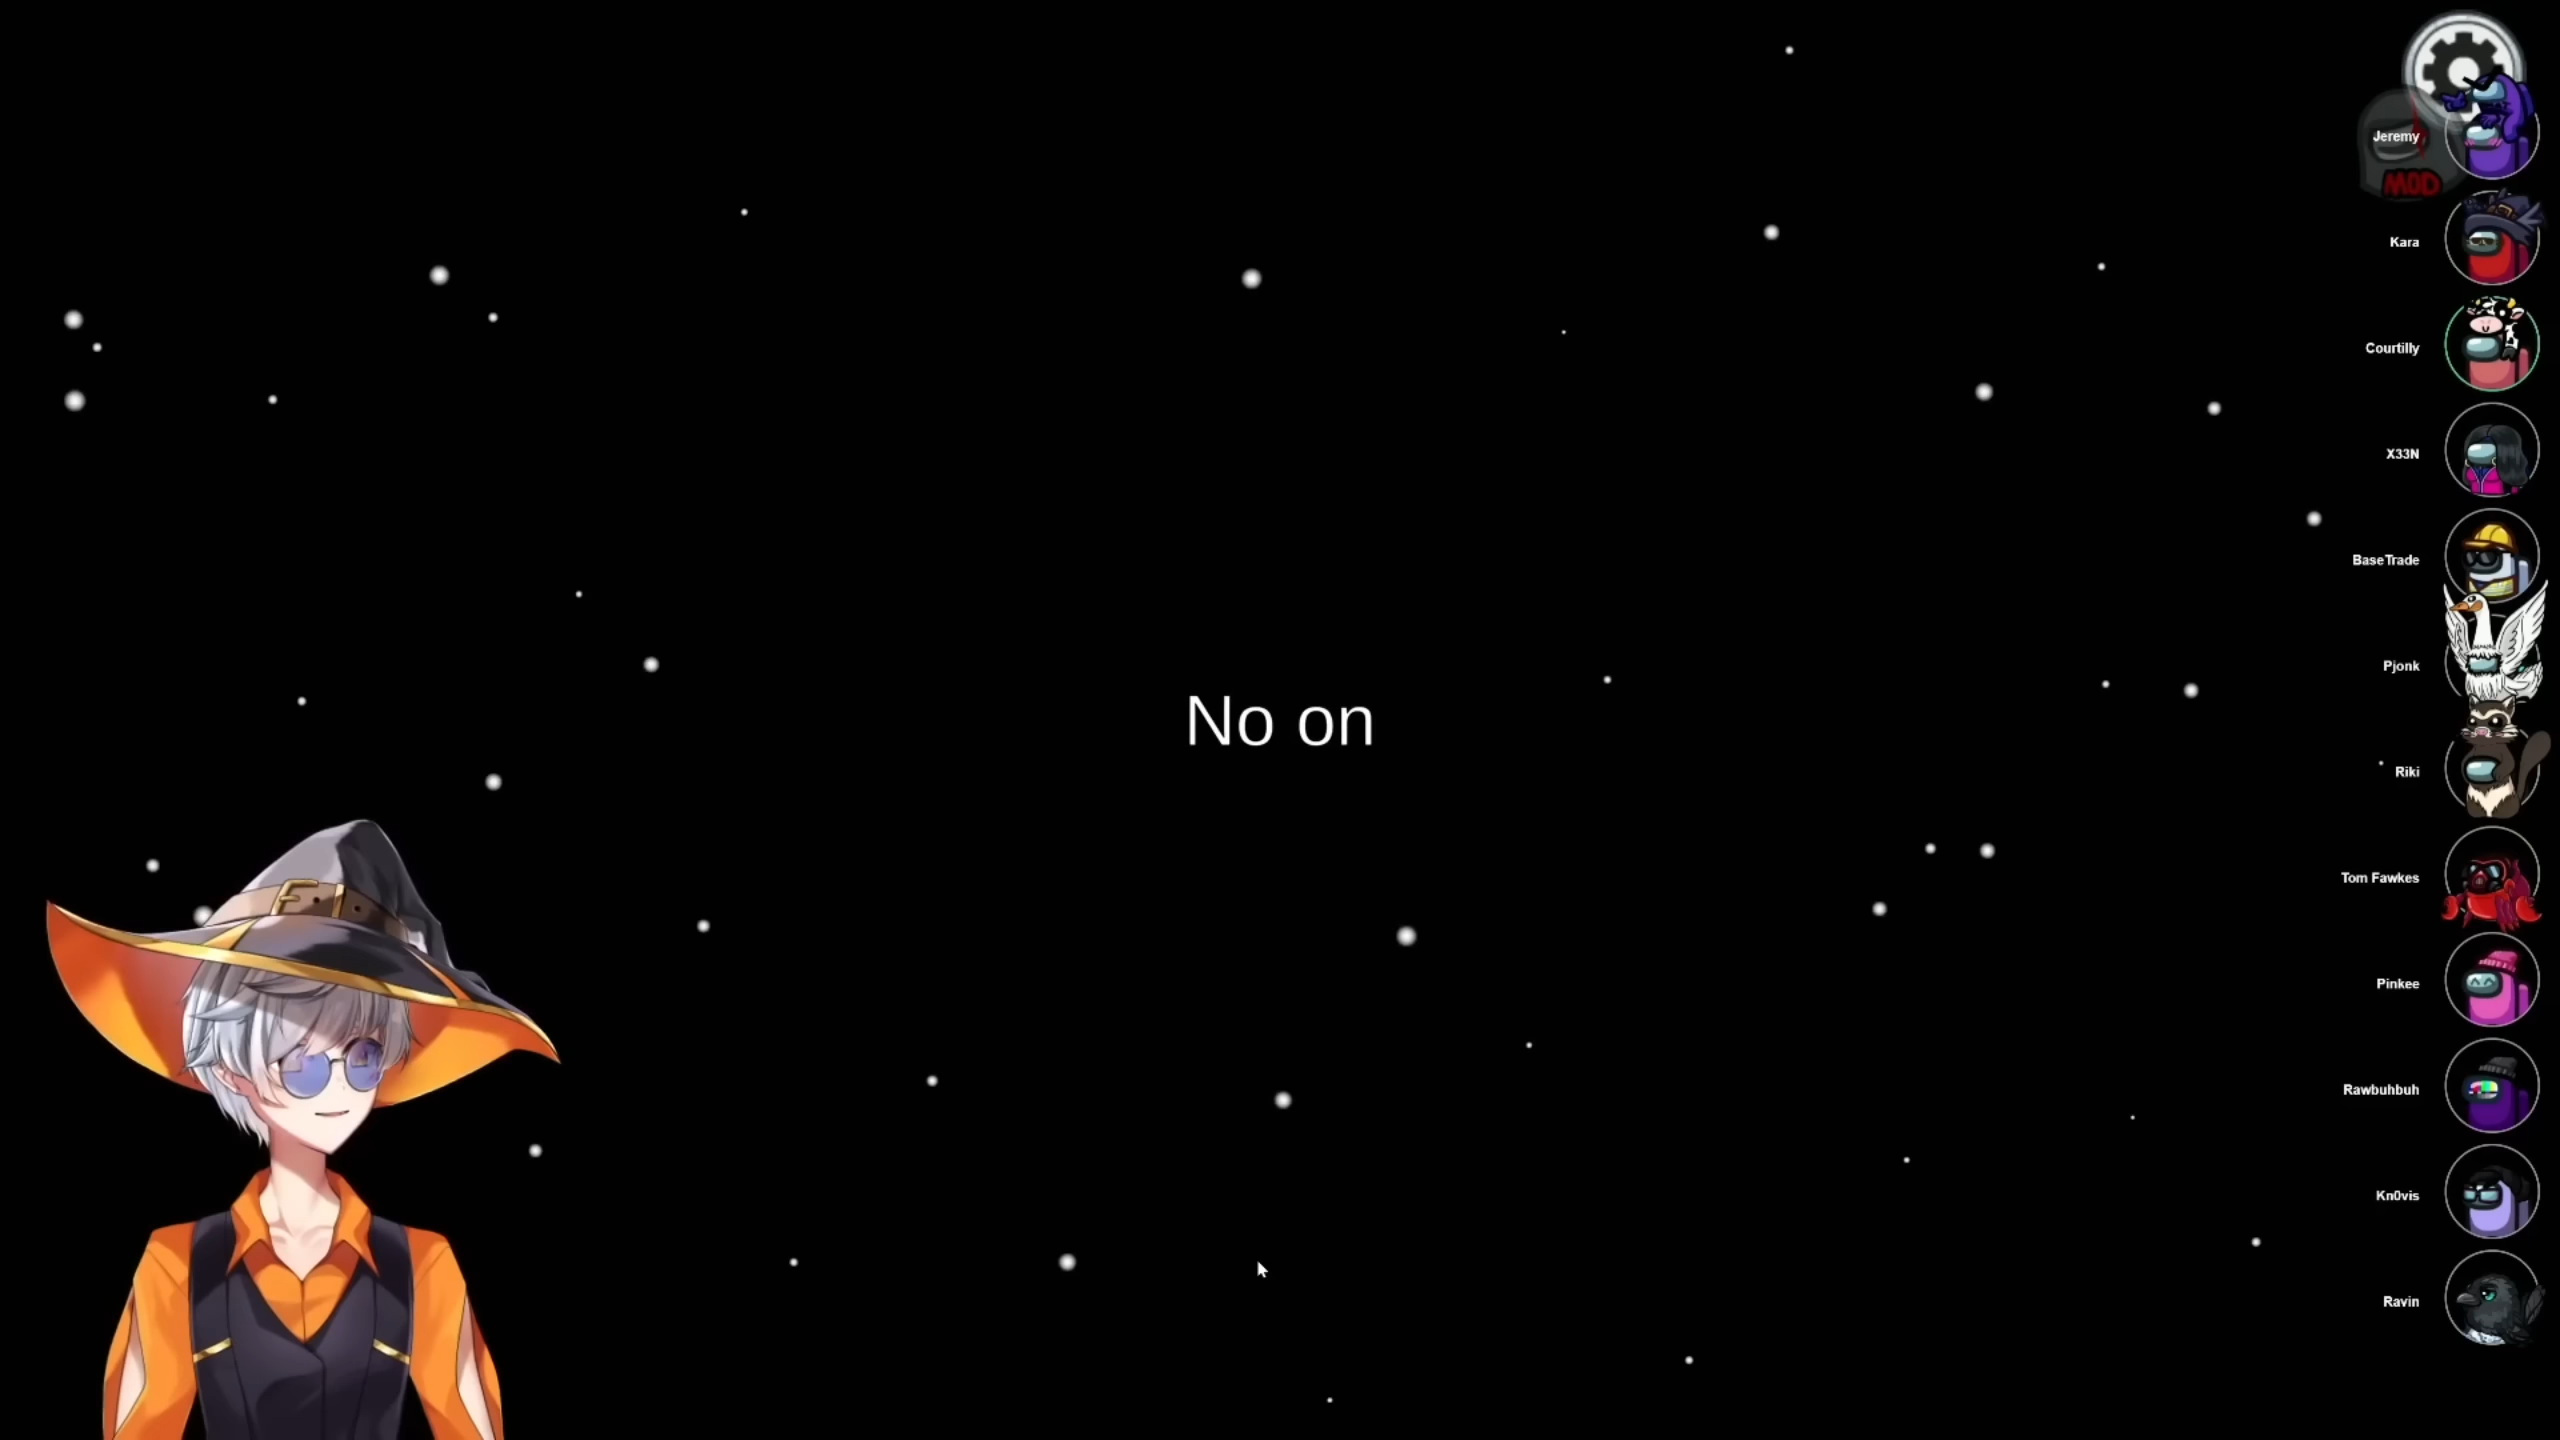 Jeremy
MOD
Kara
Courtilly
X33N
BaseTrade
No on
Pjonk
Riki
Tom Fawkes
Pinkee
Rawbuhbuh
Kn0vis
Ravin